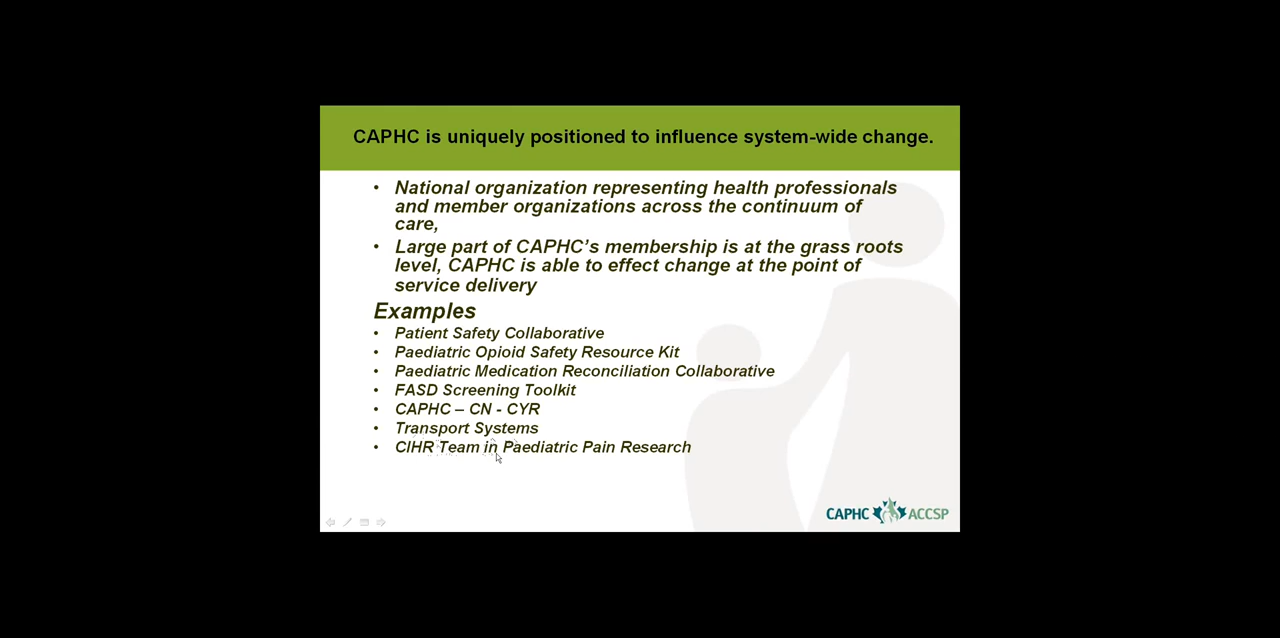 CAPHC is uniquely positioned to influence system-wide change.
• National organization representing health professionals
and member organizations across the continuum of
care,
• Large part of CAPHC’s membership is at the grass roots
level, CAPHC is able to effect change at the point of
service delivery
Examples
• Patient Safety Collaborative
• Paediatric Opioid Safety Resource Kit
• Paediatric Medication Reconciliation Collaborative
• FASD Screening Toolkit
• CAPHC – CN - CYR
• Transport Systems
• CIHR Team in Paediatric Pain Research
CAPHC ACCSP